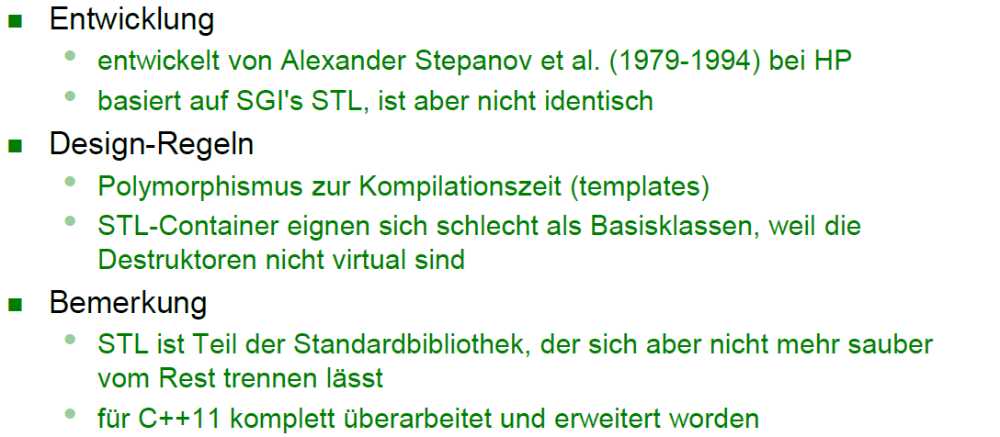 Entwicklung
entwickelt von Alexander Stepanov et al. (1979-1994) bei HP
basiert auf SGI's STL, ist aber nicht identisch
Design-Regeln
Polymorphismus zur Kompilationszeit (templates)
STL-Container eignen sich schlecht als Basisklassen, weil die
Destruktoren nicht virtual sind
Bemerkung
STL ist Teil der Standardbibliothek, der sich aber nicht mehr sauber
vom Rest trennen lässt
für C++11 komplett überarbeitet und erweitert worden